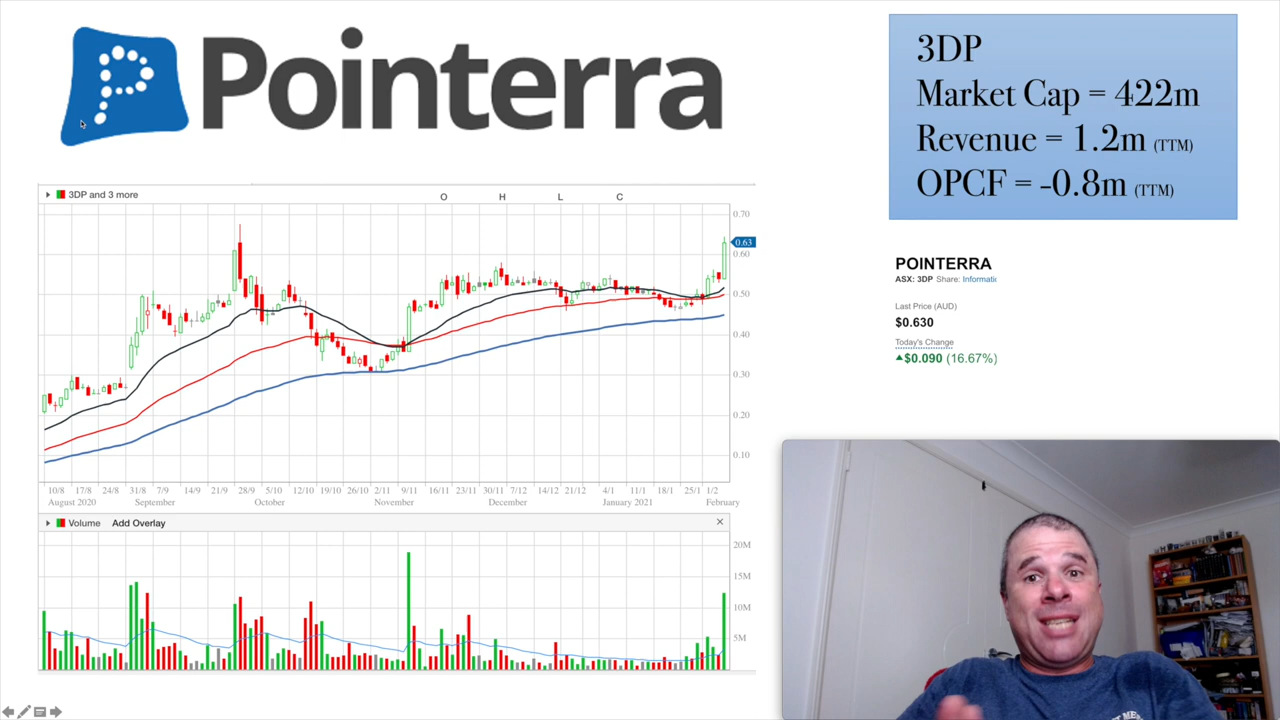 Pointerra
3DP
Market Cap = 422m
Revenue = 1.2m (TTM)
OPCF = -0.8m (TTM)
3DP and 3 more
O H L C
0.70
0.63
0.60
0.50
0.40
0.30
0.20
0.10
10/8 17/8 24/8 31/8 7/9 14/9 21/9 28/9 5/10 12/10 19/10 26/10 2/11 9/11 16/11 23/11 30/11 7/12 14/12 21/12 4/1 11/1 18/1 25/1 1/2
August 2020 September October November December January 2021 February
Volume Add Overlay
20M
15M
10M
5M
POINTERRA
ASX: 3DP Share: Informatic
Last Price (AUD)
$0.630
Today's Change
$0.090 (16.67%)